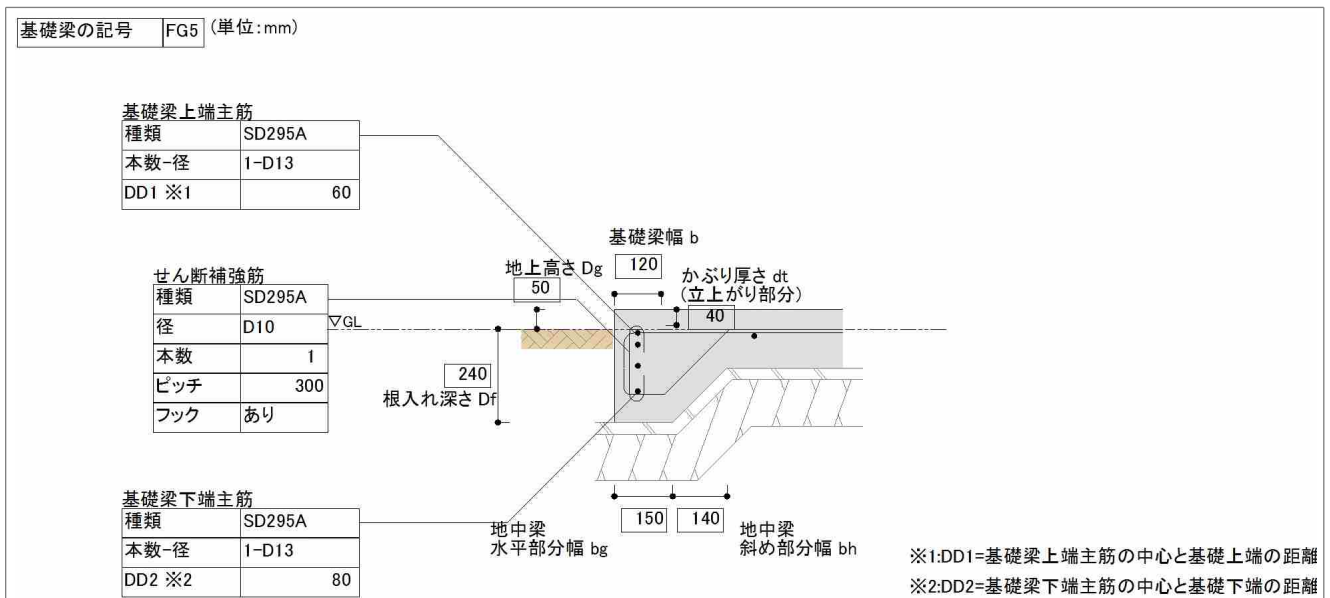 基礎梁の記号 FG5 (単位:mm)
基礎梁上端主筋
種類 SD295A
本数-径 1-D13
DD1 ※1 60
基礎梁幅 b
120
地上高さ Dg
50
かぶり厚さ dt
(立上がり部分)
40
せん断補強筋
種類 SD295A
径 D10
本数 1
ピッチ 300
フック あり
▽GL
240
根入れ深さ Df
基礎梁下端主筋
種類 SD295A
本数-径 1-D13
DD2 ※2 80
150 140
地中梁
水平部分幅 bg
地中梁
斜め部分幅 bh
※1:DD1=基礎梁上端主筋の中心と基礎上端の距離
※2:DD2=基礎梁下端主筋の中心と基礎下端の距離